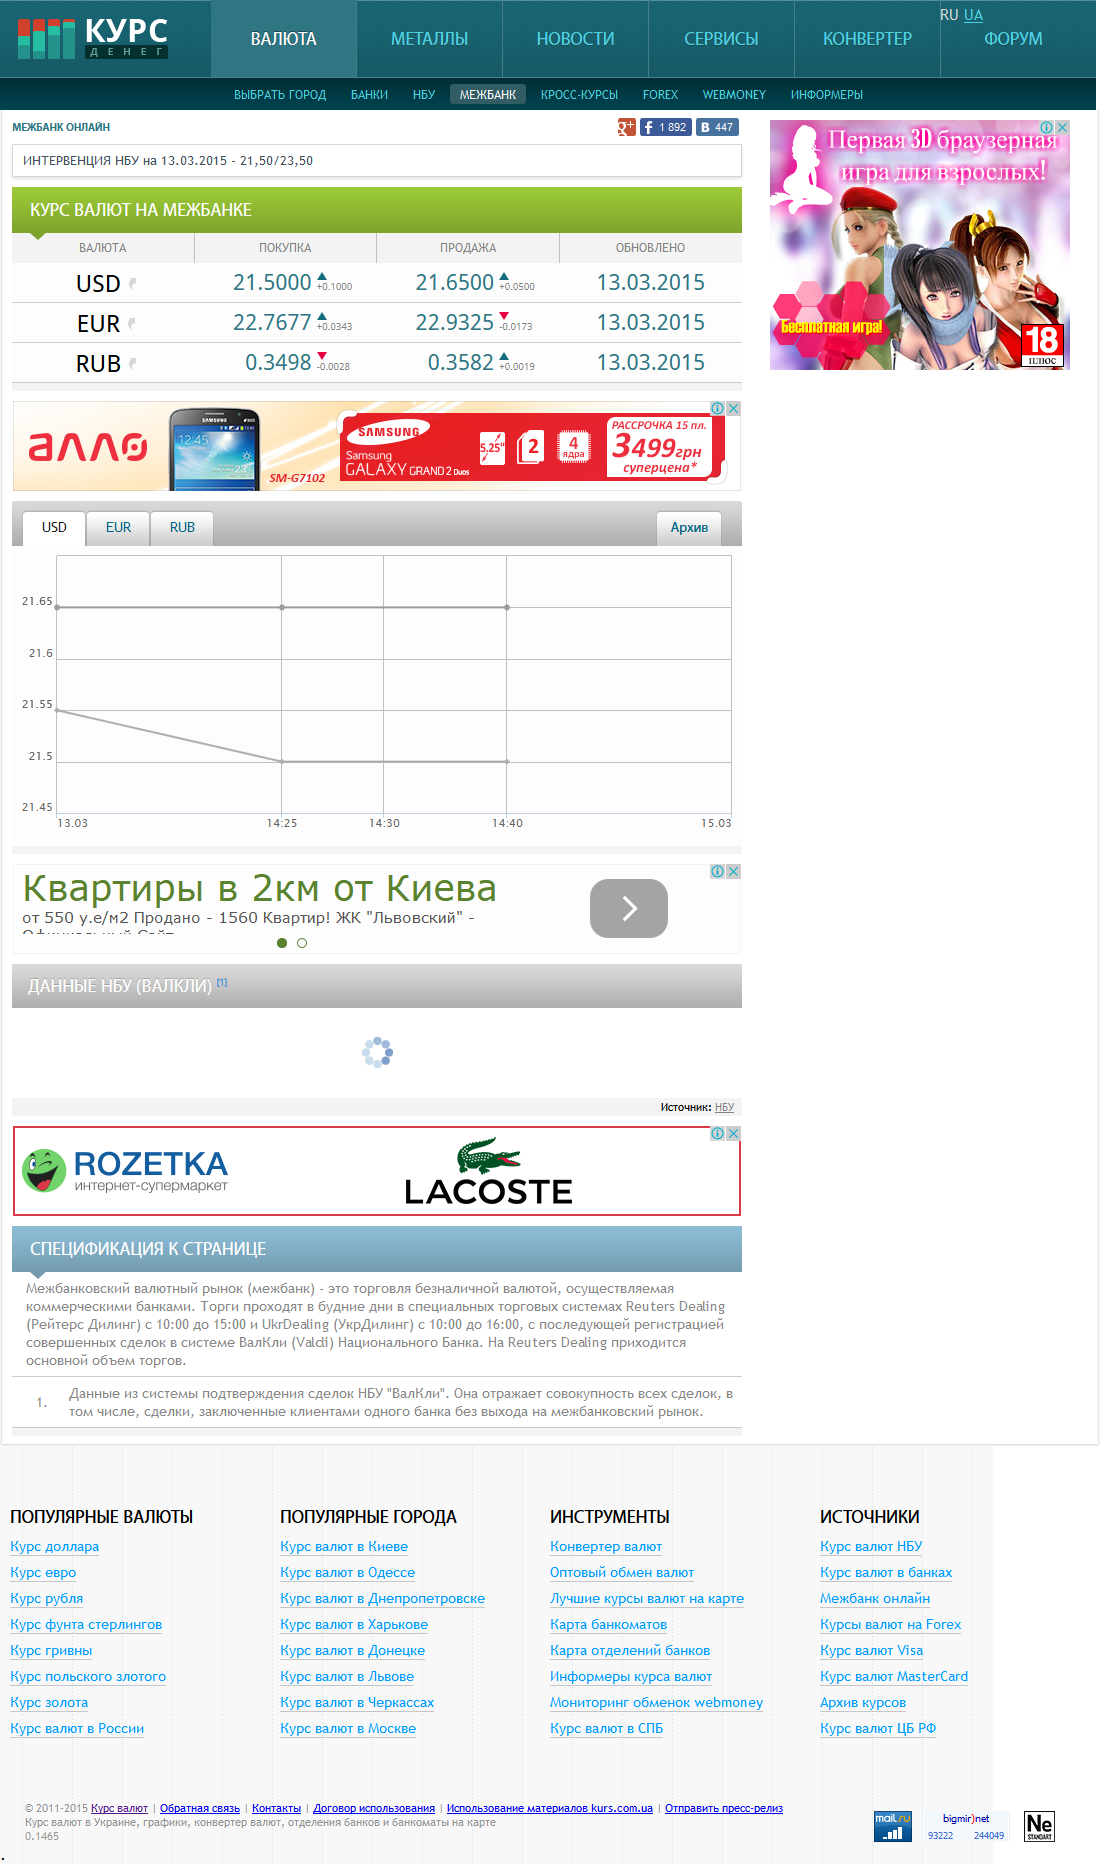 КУРС
ДЕНЕГ
RU UA
ВАЛЮТА МЕТАЛЛЫ НОВОСТИ СЕРВИСЫ КОНВЕРТЕР ФОРУМ
ВЫБРАТЬ ГОРОД БАНКИ НБУ МЕЖБАНК КРОСС-КУРСЫ FOREX WEBMONEY ИНФОРМЕРЫ
МЕЖБАНК ОНЛАЙН
g+ f 1 892 B 447
ИНТЕРВЕНЦИЯ НБУ на 13.03.2015 - 21,50/23,50
КУРС ВАЛЮТ НА МЕЖБАНКЕ
ВАЛЮТА ПОКУПКА ПРОДАЖА ОБНОВЛЕНО
USD 21.5000 +0.1000 21.6500 +0.0500 13.03.2015
EUR 22.7677 +0.0343 22.9325 -0.0173 13.03.2015
RUB 0.3498 -0.0028 0.3582 +0.0019 13.03.2015
Первая 3D браузерная
игра для взрослых!
Бесплатная игра!
18
плюс
алло
SAMSUNG
12:45
23
SM-G7102
SAMSUNG
Samsung
GALAXY GRAND 2 Duos
5.25"
2
4
ядра
РАССРОЧКА 15 пл.
3499грн
суперцена*
USD EUR RUB Архив
21.65
21.6
21.55
21.5
21.45
13.03 14:25 14:30 14:40 15.03
Квартиры в 2км от Киева
от 550 у.е/м2 Продано - 1560 Квартир! ЖК "Львовский" -
ДАННЫЕ НБУ (ВАЛКЛИ) [1]
Источник: НБУ
ROZETKA
интернет-супермаркет
LACOSTE
СПЕЦИФИКАЦИЯ К СТРАНИЦЕ
Межбанковский валютный рынок (межбанк) - это торговля безналичной валютой, осуществляемая
коммерческими банками. Торги проходят в будние дни в специальных торговых системах Reuters Dealing
(Рейтерс Дилинг) с 10:00 до 15:00 и UkrDealing (УкрДилинг) с 10:00 до 16:00, с последующей регистрацией
совершенных сделок в системе ВалКли (Valcli) Национального Банка. На Reuters Dealing приходится
основной объем торгов.
1. Данные из системы подтверждения сделок НБУ "ВалКли". Она отражает совокупность всех сделок, в
том числе, сделки, заключенные клиентами одного банка без выхода на межбанковский рынок.
ПОПУЛЯРНЫЕ ВАЛЮТЫ
Курс доллара
Курс евро
Курс рубля
Курс фунта стерлингов
Курс гривны
Курс польского злотого
Курс золота
Курс валют в России
ПОПУЛЯРНЫЕ ГОРОДА
Курс валют в Киеве
Курс валют в Одессе
Курс валют в Днепропетровске
Курс валют в Харькове
Курс валют в Донецке
Курс валют в Львове
Курс валют в Черкассах
Курс валют в Москве
ИНСТРУМЕНТЫ
Конвертер валют
Оптовый обмен валют
Лучшие курсы валют на карте
Карта банкоматов
Карта отделений банков
Информеры курса валют
Мониторинг обменок webmoney
Курс валют в СПБ
ИСТОЧНИКИ
Курс валют НБУ
Курс валют в банках
Межбанк онлайн
Курсы валют на Forex
Курс валют Visa
Курс валют MasterCard
Архив курсов
Курс валют ЦБ РФ
© 2011-2015 Курс валют | Обратная связь | Контакты | Договор использования | Использование материалов kurs.com.ua | Отправить пресс-релиз
Курс валют в Украине, графики, конвертер валют, отделения банков и банкоматы на карте
0.1465
mail.ru
bigmir)net
93222 244049
Ne
STANDART
.